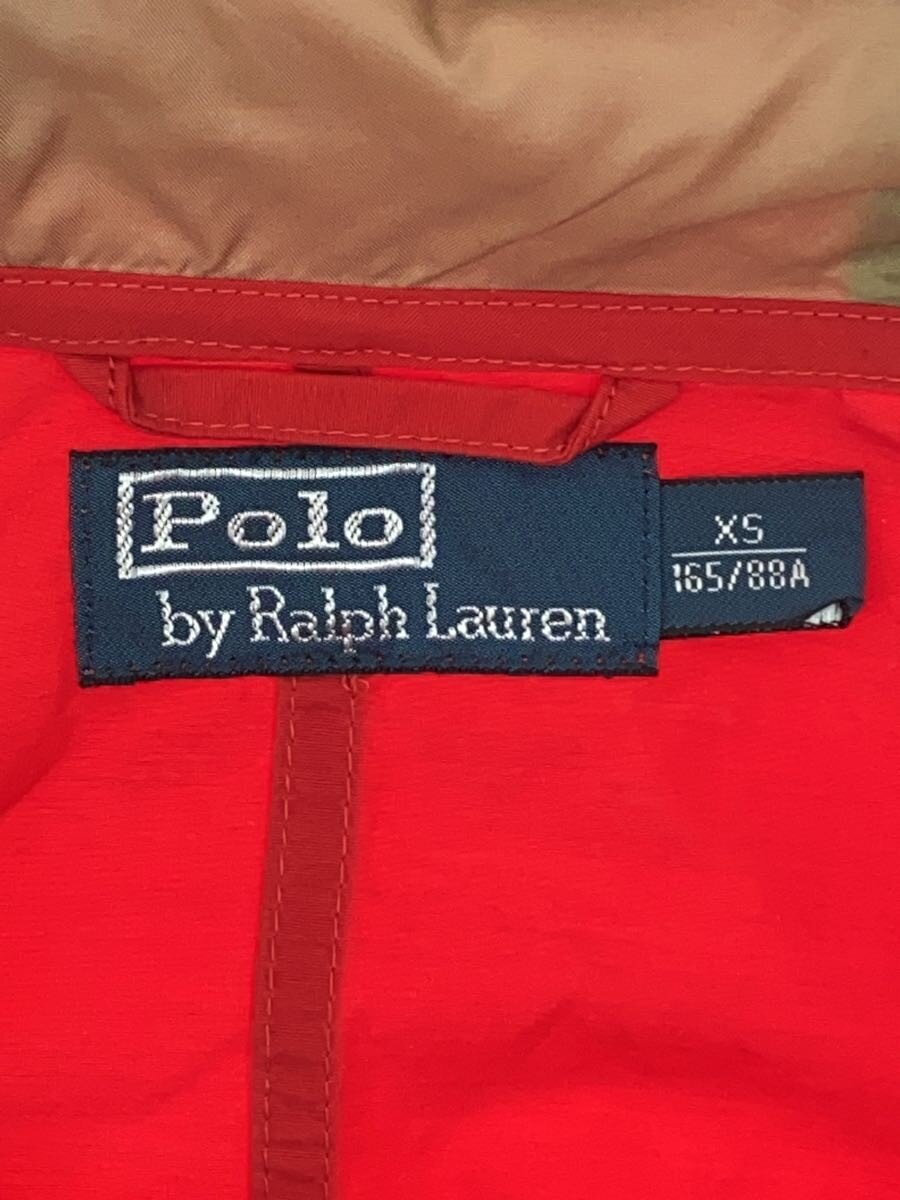 Polo
by Ralph Lauren
XS
165/88A